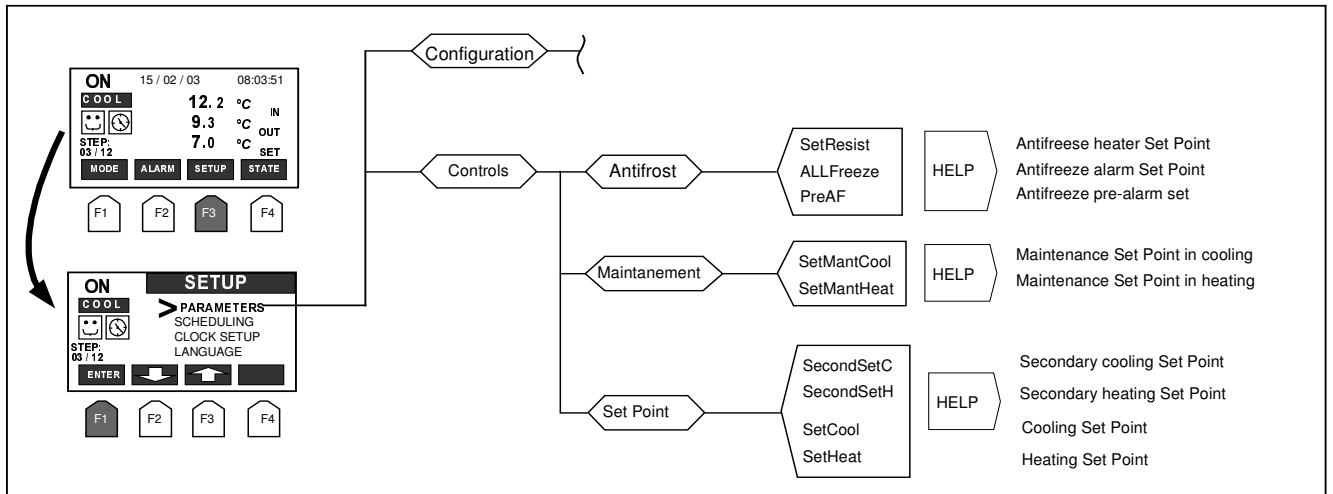 Configuration
ON 15 / 02 / 03 08:03:51
COOL
12. 2 °C IN
9.3 °C OUT
7.0 °C SET
STEP:
03 / 12
MODE ALARM SETUP STATE
F1 F2 F3 F4
ON SETUP
COOL
> PARAMETERS
SCHEDULING
CLOCK SETUP
LANGUAGE
STEP:
03 / 12
ENTER
F1 F2 F3 F4
Controls
Antifrost
SetResist
ALLFreeze
PreAF
HELP
Antifreese heater Set Point
Antifreeze alarm Set Point
Antifreeze pre-alarm set
Maintanement
SetMantCool
SetMantHeat
HELP
Maintenance Set Point in cooling
Maintenance Set Point in heating
Set Point
SecondSetC
SecondSetH
SetCool
SetHeat
HELP
Secondary cooling Set Point
Secondary heating Set Point
Cooling Set Point
Heating Set Point